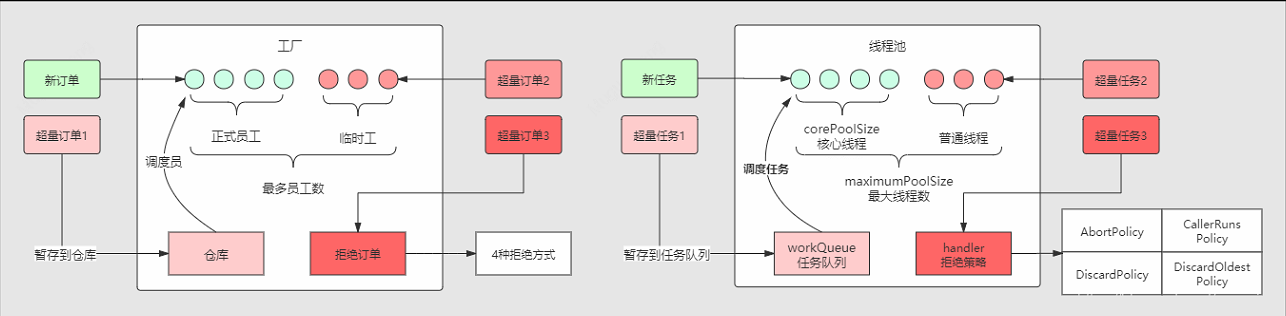 工厂
新订单
超量订单1
超量订单2
超量订单3
正式员工
临时工
调度员
最多员工数
暂存到仓库
仓库
拒绝订单
4种拒绝方式
线程池
新任务
超量任务1
超量任务2
超量任务3
corePoolSize
核心线程
普通线程
调度任务
maximumPoolSize
最大线程数
暂存到任务队列
workQueue
任务队列
handler
拒绝策略
AbortPolicy
CallerRuns
Policy
DiscardPolicy
DiscardOldest
Policy